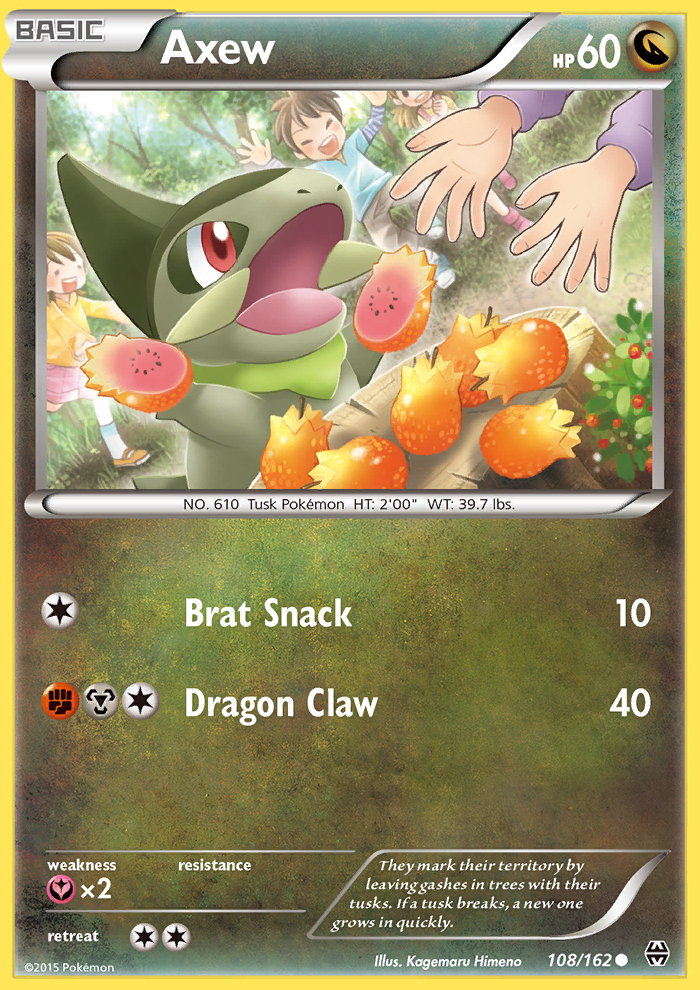 BASIC
Axew
HP60
NO. 610 Tusk Pokémon HT: 2'00" WT: 39.7 lbs.
Brat Snack 10
Dragon Claw 40
weakness resistance
×2
They mark their territory by
leaving gashes in trees with their
tusks. If a tusk breaks, a new one
grows in quickly.
retreat
©2015 Pokémon
Illus. Kagemaru Himeno 108/162